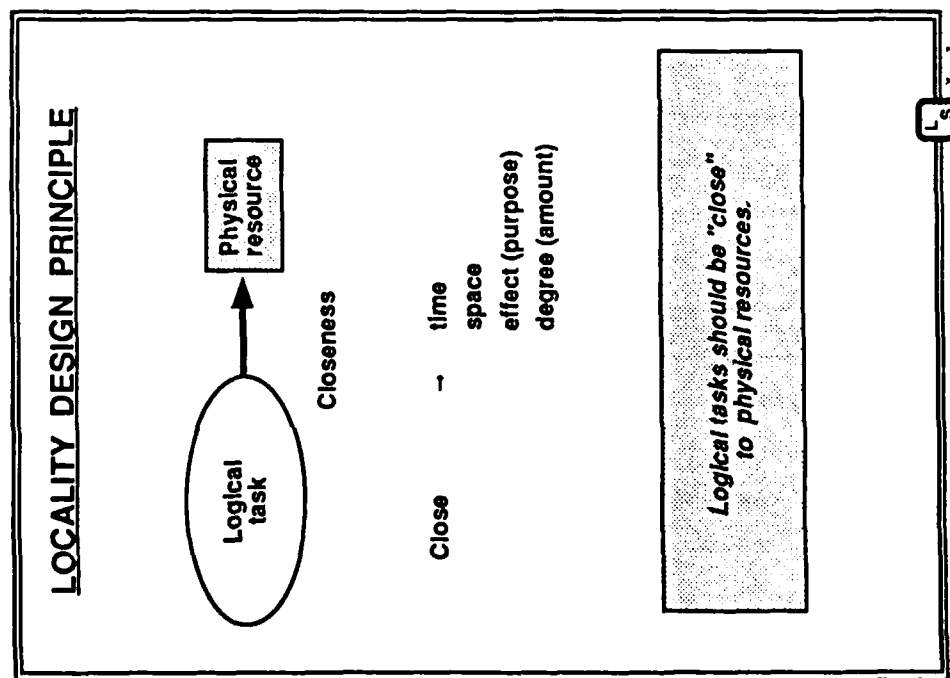 LOCALITY DESIGN PRINCIPLE
Logical
task
Physical
resource
Closeness
Close → time
space
effect (purpose)
degree (amount)
Logical tasks should be "close"
to physical resources.
L
S